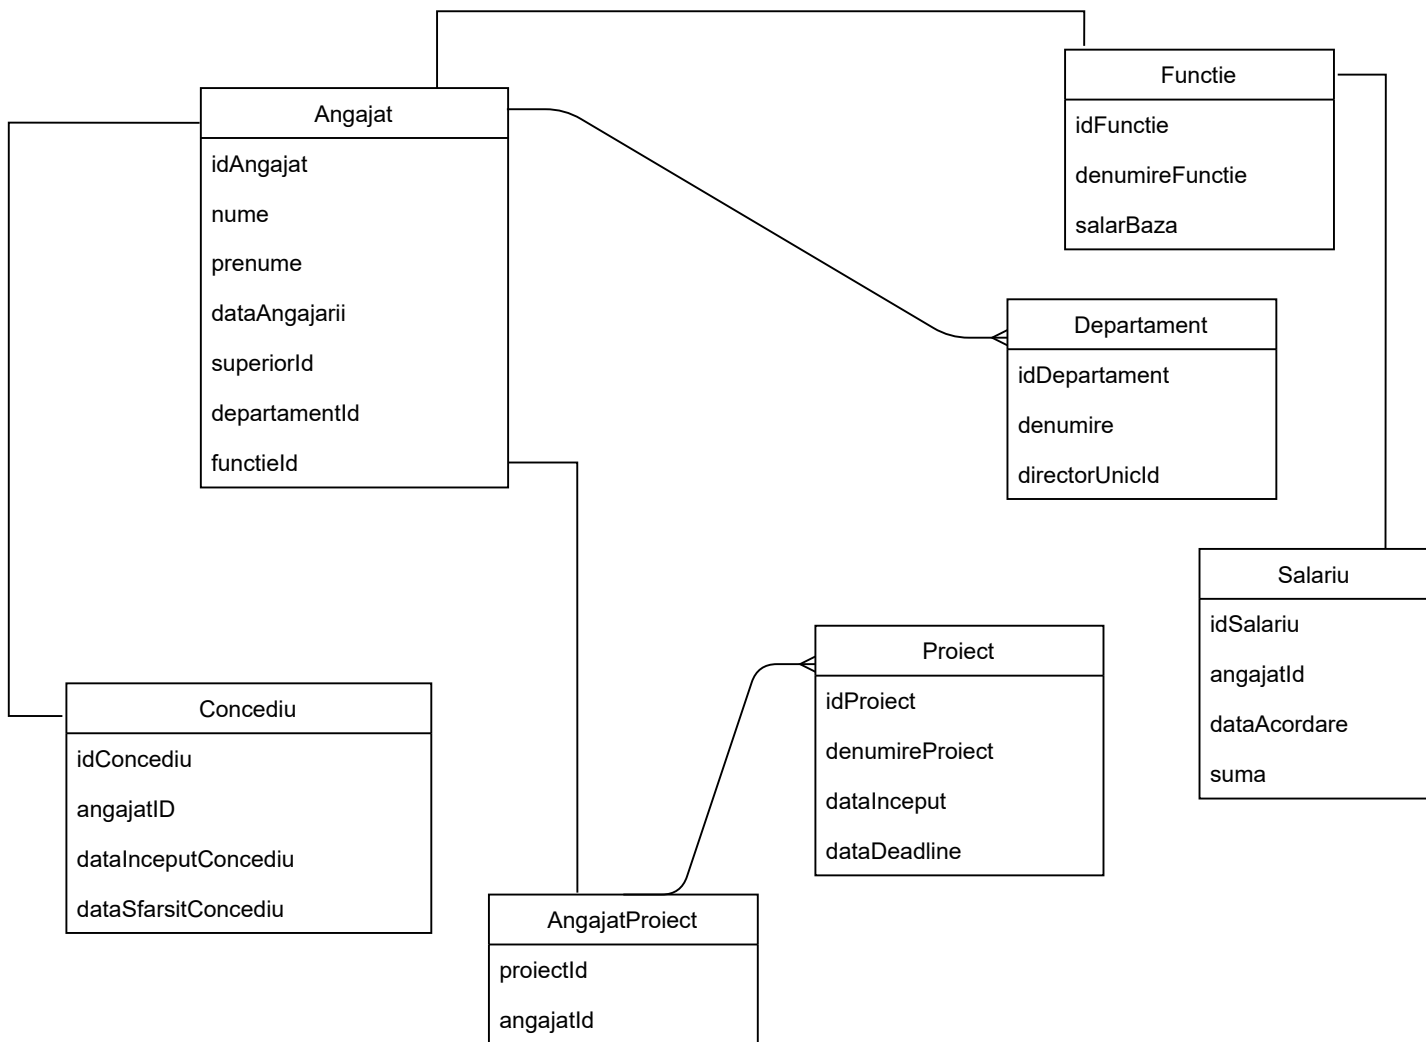 Angajat
idAngajat
nume
prenume
dataAngajarii
superiorId
departamentId
functieId
Functie
idFunctie
denumireFunctie
salarBaza
Departament
idDepartament
denumire
directorUnicId
Salariu
idSalariu
angajatId
dataAcordare
suma
Proiect
idProiect
denumireProiect
dataInceput
dataDeadline
Concediu
idConcediu
angajatID
dataInceputConcediu
dataSfarsitConcediu
AngajatProiect
proiectId
angajatId